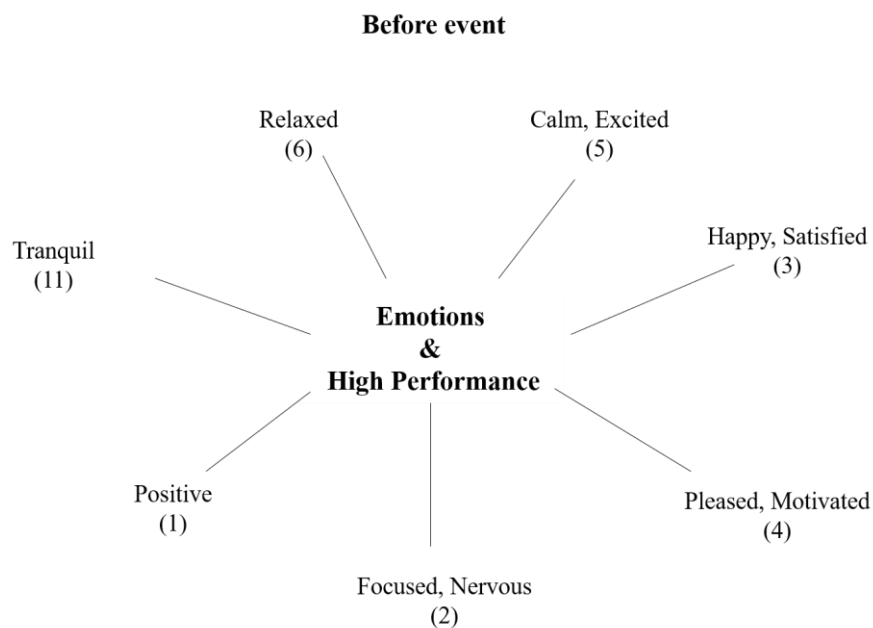 Before event
Relaxed
(6)
Calm, Excited
(5)
Tranquil
(11)
Happy, Satisfied
(3)
Emotions
&
High Performance
Positive
(1)
Pleased, Motivated
(4)
Focused, Nervous
(2)